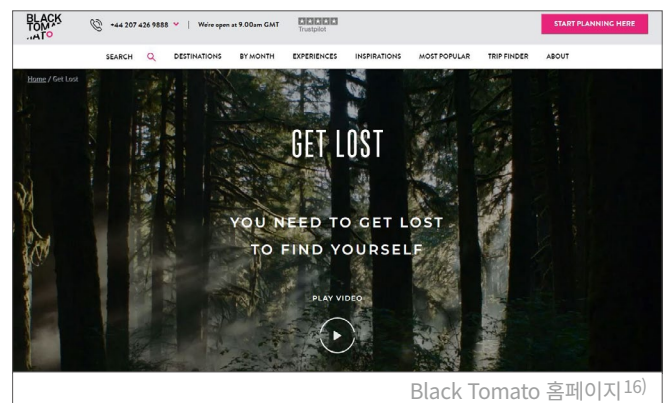 BLACK
TOM
ATO
+44 207 426 9888 | We're open at 9.00am GMT
Trustpilot
START PLANNING HERE
SEARCH DESTINATIONS BY MONTH EXPERIENCES INSPIRATIONS MOST POPULAR TRIP FINDER ABOUT
Home / Get Lost
GET LOST
YOU NEED TO GET LOST
TO FIND YOURSELF
PLAY VIDEO
Black Tomato 홈페이지16)